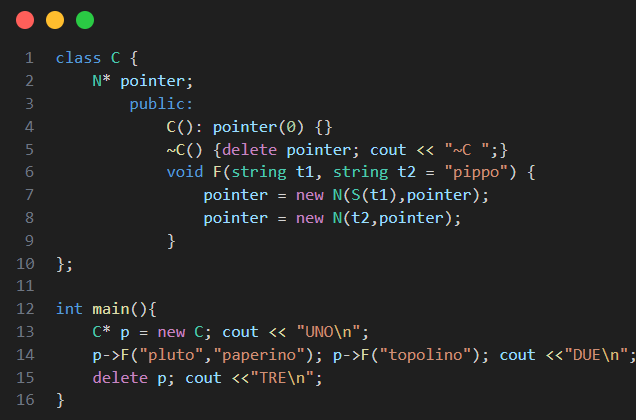 1 class C {
2 N* pointer;
3 public:
4 C(): pointer(0) {}
5 ~C() {delete pointer; cout << "~C ";}
6 void F(string t1, string t2 = "pippo") {
7 pointer = new N(S(t1),pointer);
8 pointer = new N(t2,pointer);
9 }
10 };
11
12 int main(){
13 C* p = new C; cout << "UNO\n";
14 p->F("pluto","paperino"); p->F("topolino"); cout <<"DUE\n";
15 delete p; cout <<"TRE\n";
16 }